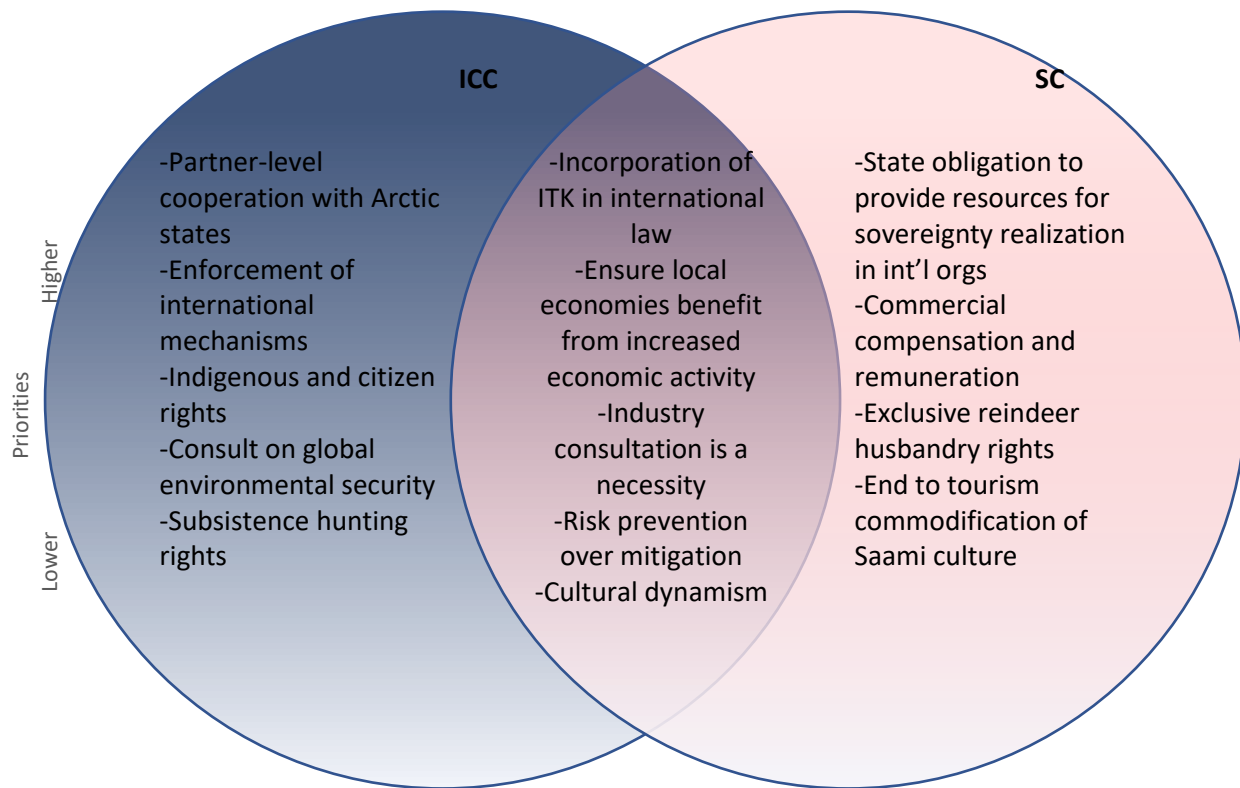 ICC
-Partner-level
cooperation with Arctic
states
-Enforcement of
international
mechanisms
-Indigenous and citizen
rights
-Consult on global
environmental security
-Subsistence hunting
rights
-Incorporation of
ITK in international
law
-Ensure local
economies benefit
from increased
economic activity
-Industry
consultation is a
necessity
-Risk prevention
over mitigation
-Cultural dynamism
SC
-State obligation to
provide resources for
sovereignty realization
in int’l orgs
-Commercial
compensation and
remuneration
-Exclusive reindeer
husbandry rights
-End to tourism
commodification of
Saami culture
Higher
Priorities
Lower